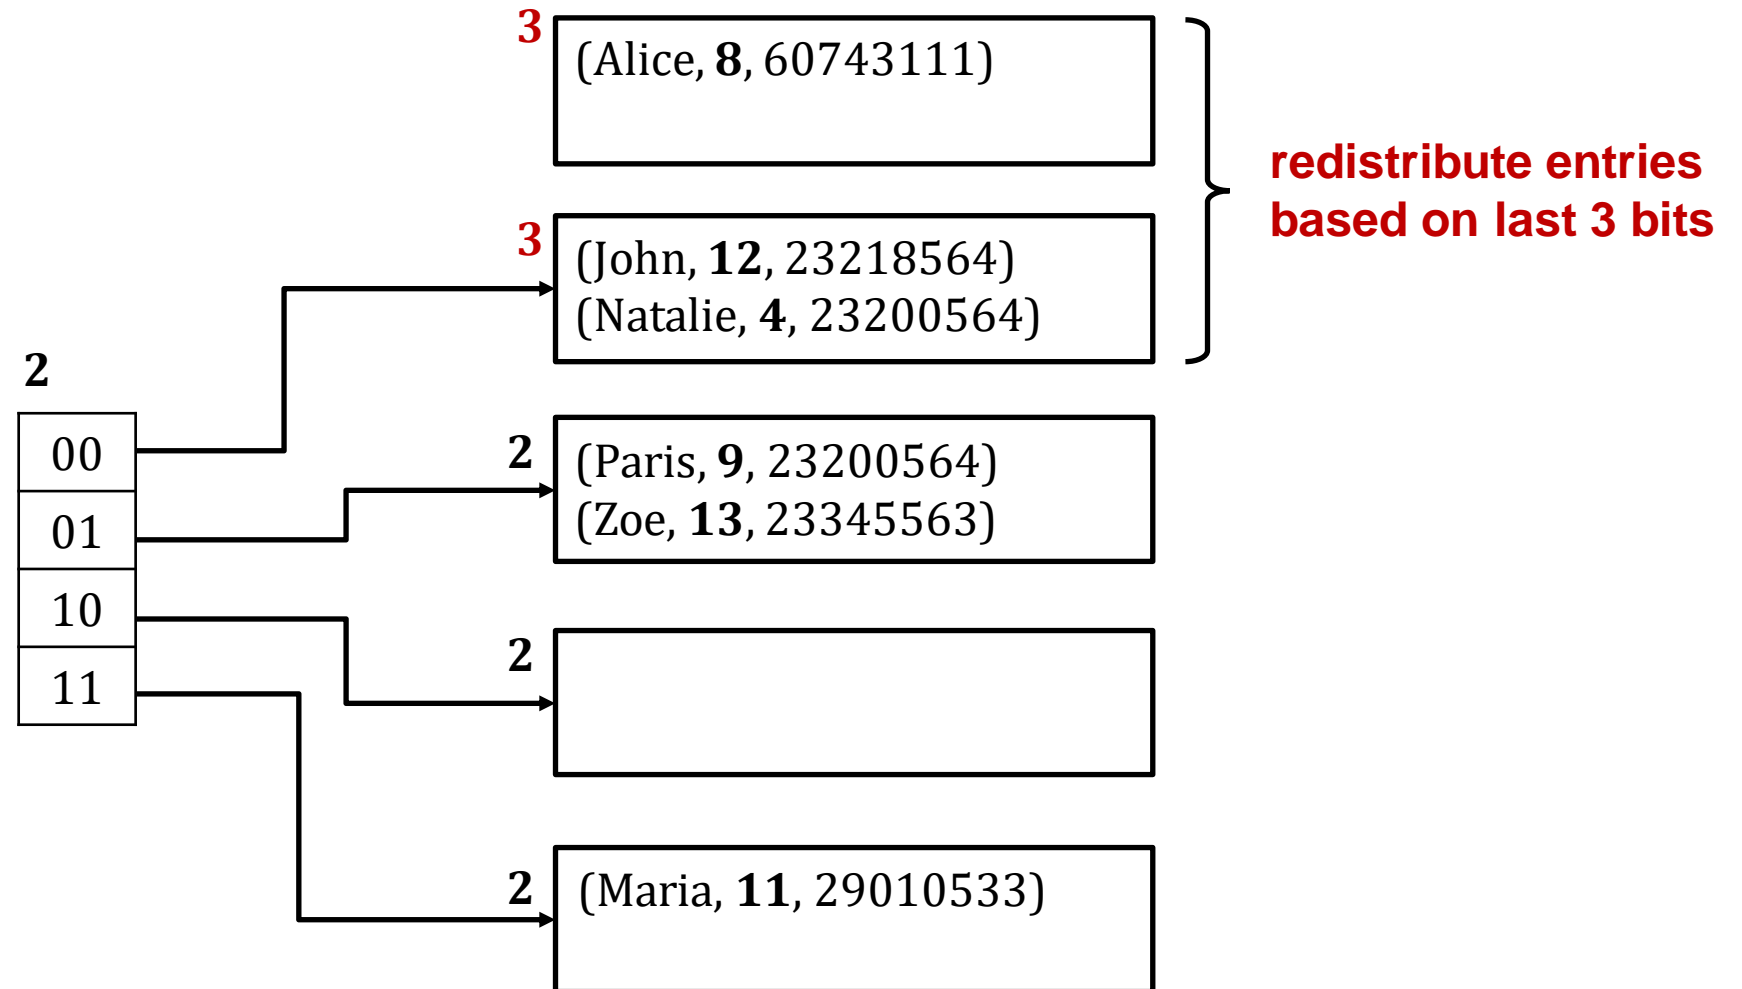 3
(Alice, 8, 60743111)
redistribute entries
based on last 3 bits
3
(John, 12, 23218564)
(Natalie, 4, 23200564)
2
00
01
10
11
2
(Paris, 9, 23200564)
(Zoe, 13, 23345563)
2
2
(Maria, 11, 29010533)